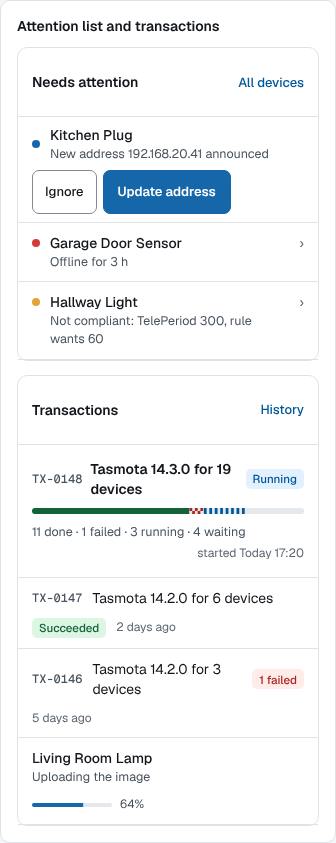 Attention list and transactions
Needs attention
All devices
Kitchen Plug
New address 192.168.20.41 announced
Ignore
Update address
Garage Door Sensor
›
Offline for 3 h
Hallway Light
›
Not compliant: TelePeriod 300, rule
wants 60
Transactions
History
TX-0148
Tasmota 14.3.0 for 19
devices
Running
11 done · 1 failed · 3 running · 4 waiting
started Today 17:20
TX-0147
Tasmota 14.2.0 for 6 devices
Succeeded
2 days ago
TX-0146
Tasmota 14.2.0 for 3
devices
1 failed
5 days ago
Living Room Lamp
Uploading the image
64%